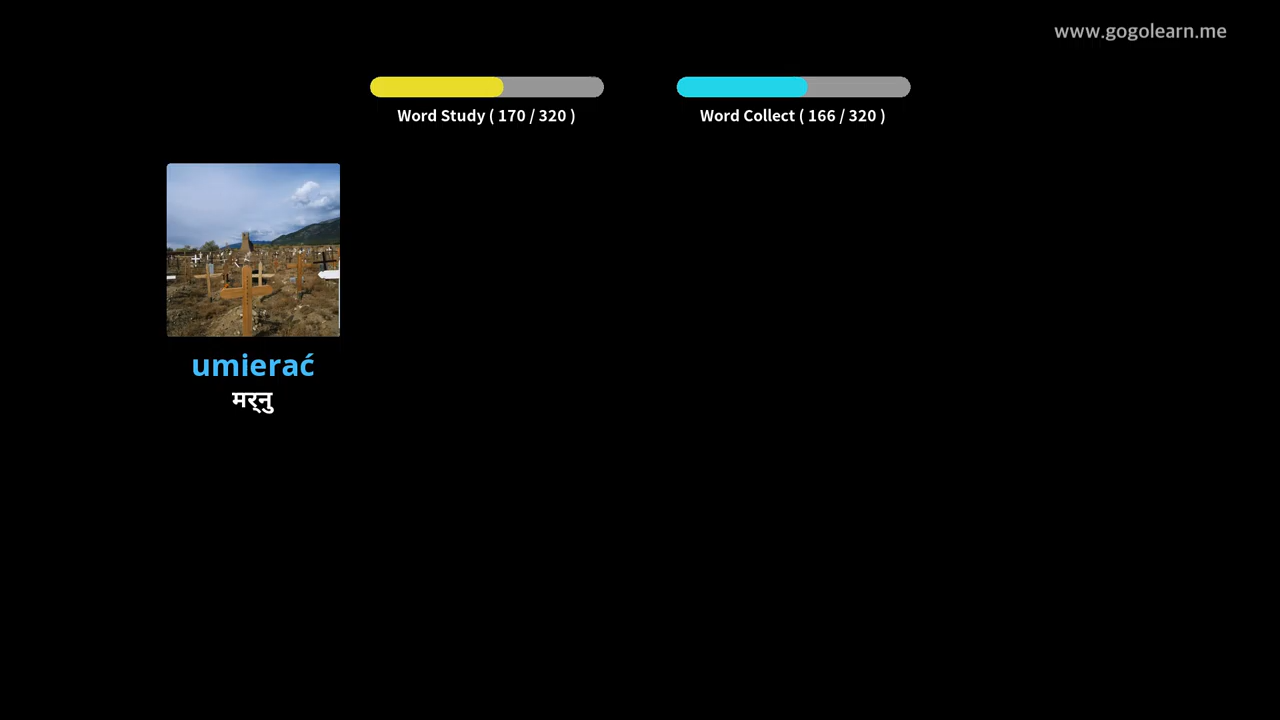 www.gogolearn.me
Word Study ( 170 / 320 )
Word Collect ( 166 / 320 )
umierać
मर्नु